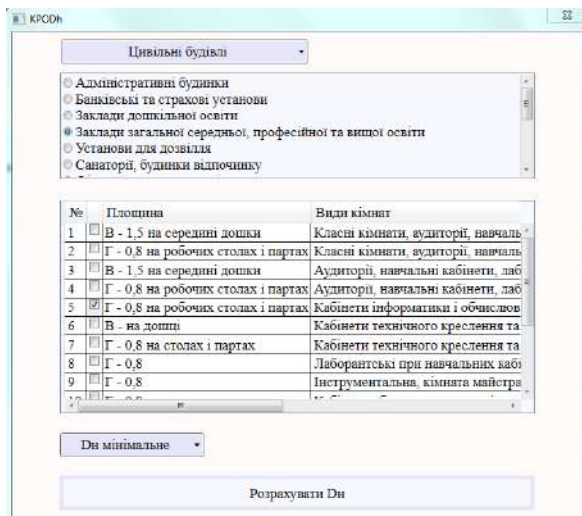 KPODh
Цивільні будівлі
Адміністративні будинки
Банківські та страхові установи
Заклади дошкільної освіти
Заклади загальної середньої, професійної та вищої освіти
Установи для дозвілля
Санаторії, будинки відпочинку
№ Площина Види кімнат
1 В - 1,5 на середині дошки Класні кімнати, аудиторії, навчаль
2 Г - 0,8 на робочих столах і партах Класні кімнати, аудиторії, навчаль
3 В - 1,5 на середині дошки Аудиторії, навчальні кабінети, лаб
4 Г - 0,8 на робочих столах і партах Аудиторії, навчальні кабінети, лаб
5 Г - 0,8 на робочих столах і партах Кабінети інформатики і обчислюв
6 В - на дошці Кабінети технічного креслення та
7 Г - 0,8 на столах і партах Кабінети технічного креслення та
8 Г - 0,8 Лаборантські при навчальних кабі
9 Г - 0,8 Інструментальна, кімната майстра
Dн мінімальне
Розрахувати Dн